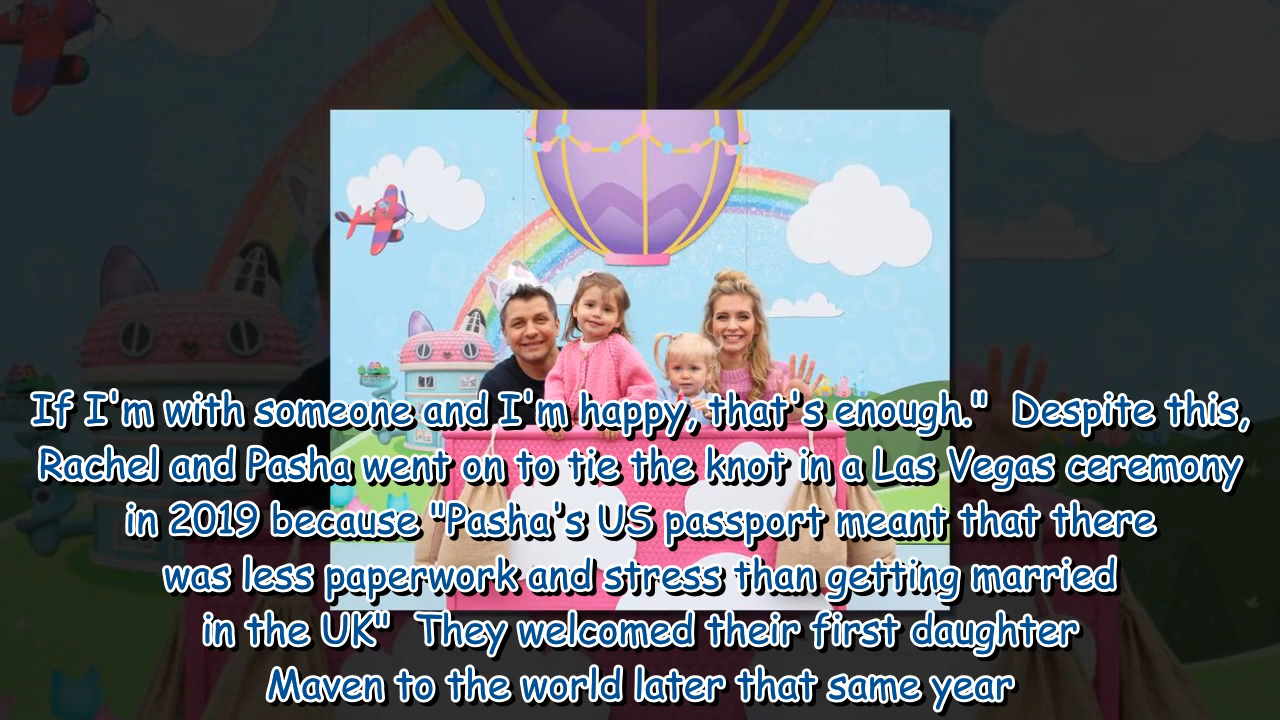 If I'm with someone and I'm happy, that's enough."  Despite this,
Rachel and Pasha went on to tie the knot in a Las Vegas ceremony
in 2019 because "Pasha's US passport meant that there
was less paperwork and stress than getting married
in the UK"  They welcomed their first daughter
Maven to the world later that same year